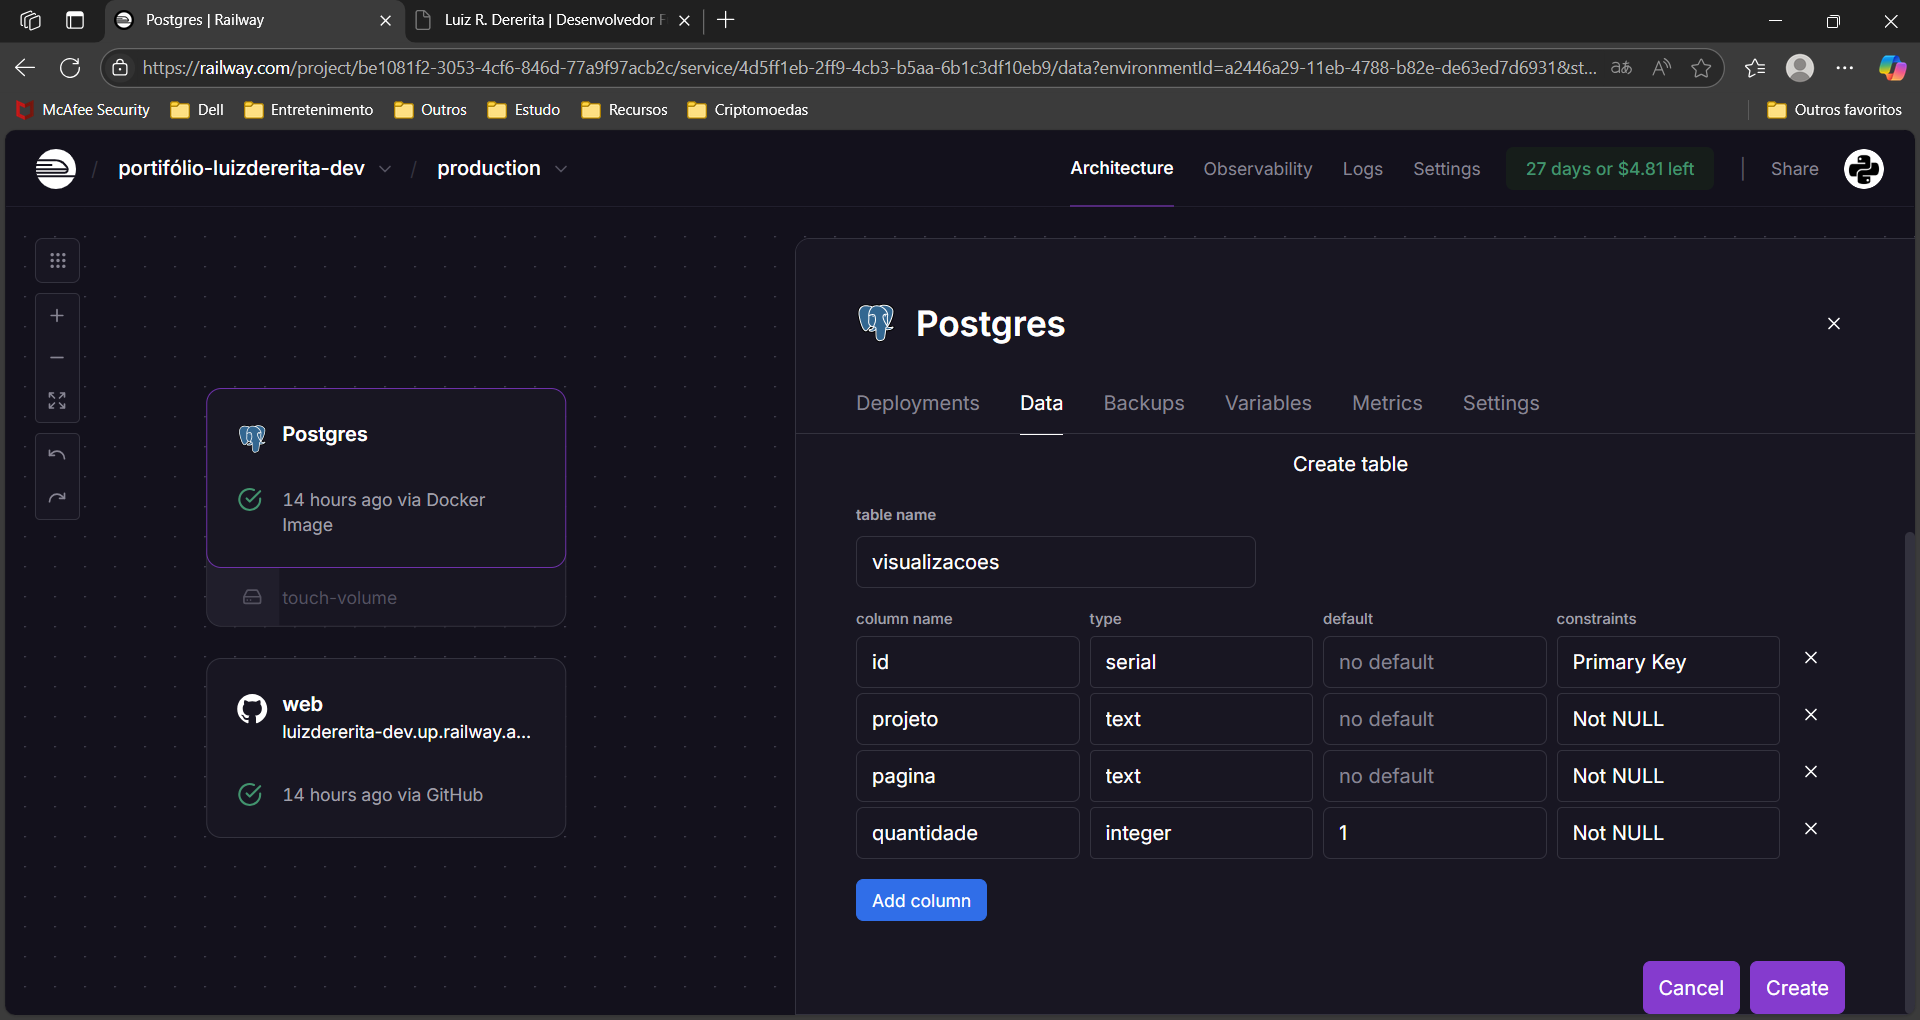 Postgres | Railway
Luiz R. Dererita | Desenvolvedor F
https://railway.com/project/be1081f2-3053-4cf6-846d-77a9f97acb2c/service/4d5ff1eb-2ff9-4cb3-b5aa-6b1c3df10eb9/data?environmentId=a2446a29-11eb-4788-b82e-de63ed7d6931&st...
McAfee Security
Dell
Entretenimento
Outros
Estudo
Recursos
Criptomoedas
Outros favoritos
/ portifólio-luizdererita-dev / production
Architecture
Observability
Logs
Settings
27 days or $4.81 left
Share
Postgres
14 hours ago via Docker
Image
touch-volume
web
luizdererita-dev.up.railway.a...
14 hours ago via GitHub
Postgres
Deployments
Data
Backups
Variables
Metrics
Settings
Create table
table name
visualizacoes
column name type default constraints
id serial no default Primary Key
projeto text no default Not NULL
pagina text no default Not NULL
quantidade integer 1 Not NULL
Add column
Cancel
Create